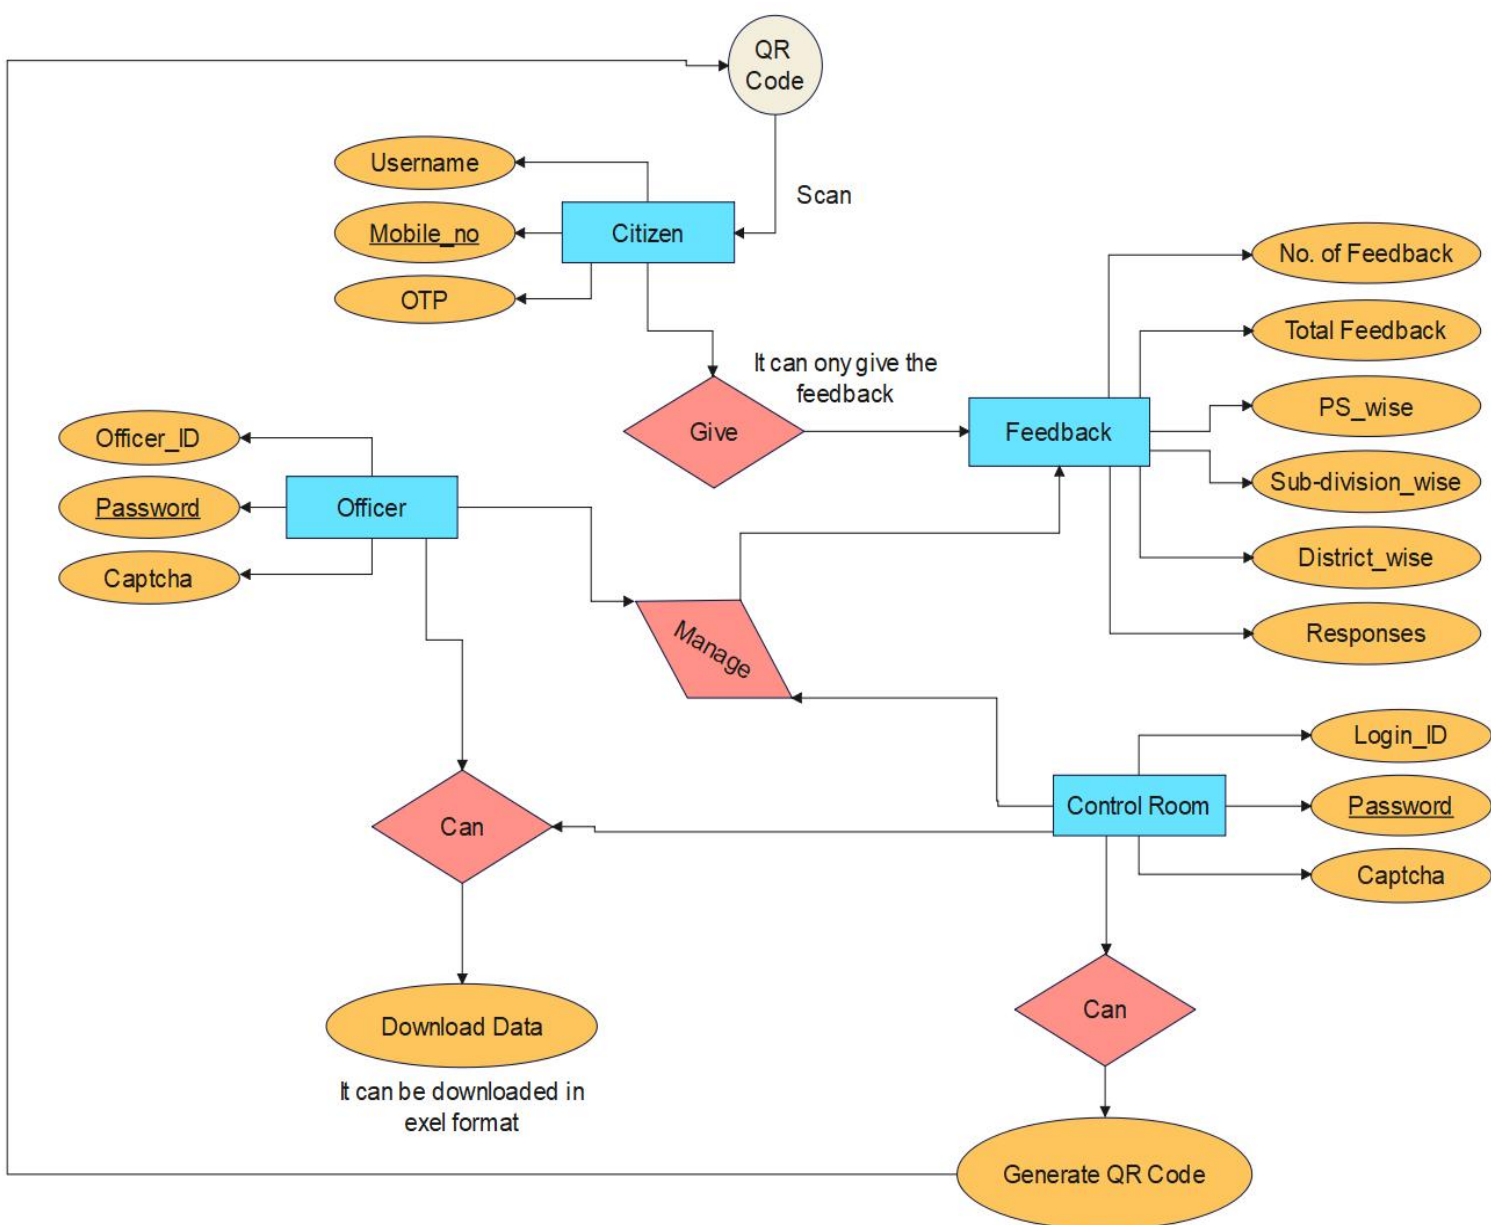 QR
Code
Username
Scan
Mobile_no
Citizen
OTP
No. of Feedback
Total Feedback
It can ony give the
feedback
PS_wise
Officer_ID
Give
Feedback
Sub-division_wise
Password
Officer
District_wise
Captcha
Responses
Manage
Login_ID
Control Room
Password
Can
Captcha
Can
Download Data
It can be downloaded in
exel format
Generate QR Code